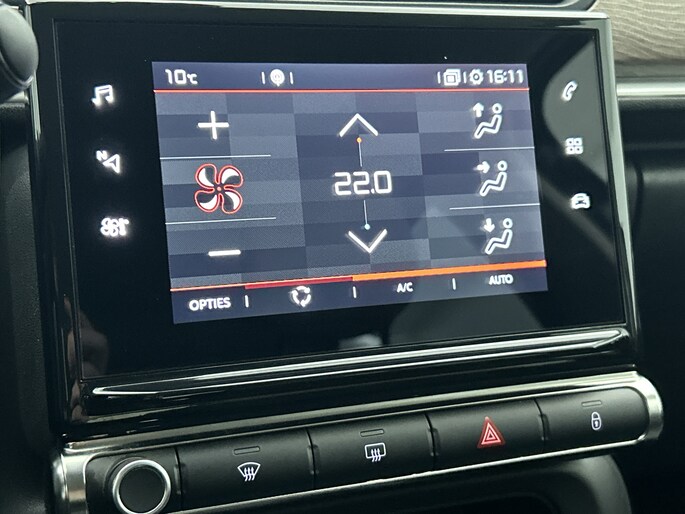 10°C 16:11
N
22.0
OPTIES A/C AUTO